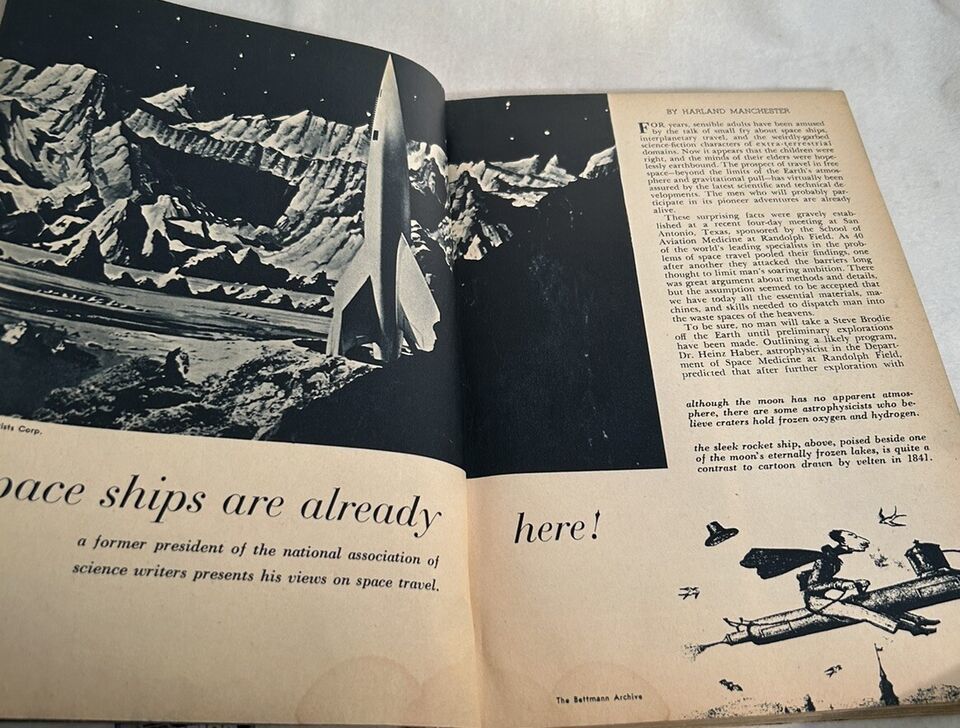 ists Corp.
pace ships are already here!
a former president of the national association of
science writers presents his views on space travel.
BY HARLAND MANCHESTER
FOR years, sensible adults have been amused
by the talk of small fry about space ships,
interplanetary travel, and the weirdly-garbed
science-fiction characters of extra-terrestrial
domains. Now it appears that the children were
right, and the minds of their elders were hope-
lessly earthbound. The prospect of travel in free
space—beyond the limits of the Earth's atmos-
phere and gravitational pull—has virtually been
assured by the latest scientific and technical de-
velopments. The men who will probably par-
ticipate in its pioneer adventures are already
alive.
These surprising facts were gravely estab-
lished at a recent four-day meeting at San
Antonio, Texas, sponsored by the School of
Aviation Medicine at Randolph Field. As 40
of the world's leading specialists in the prob-
lems of space travel pooled their findings, one
after another they attacked the barriers long
thought to limit man's soaring ambition. There
was great argument about methods and details,
but the assumption seemed to be accepted that
we have today all the essential materials, ma-
chines, and skills needed to dispatch man into
the waste spaces of the heavens.
To be sure, no man will take a Steve Brodie
off the Earth until preliminary explorations
have been made. Outlining a likely program,
Dr. Heinz Haber, astrophysicist in the Depart-
ment of Space Medicine at Randolph Field,
predicted that after further exploration with
although the moon has no apparent atmos-
phere, there are some astrophysicists who be-
lieve craters hold frozen oxygen and hydrogen.
the sleek rocket ship, above, poised beside one
of the moon's eternally frozen lakes, is quite a
contrast to cartoon drawn by velten in 1841.
The Bettmann Archive